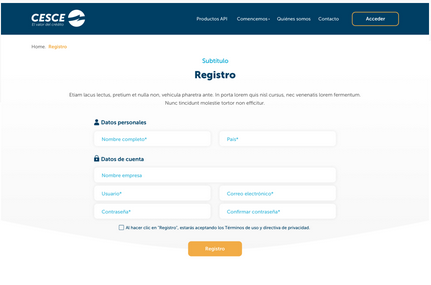 CESCE
El valor del crédito
Productos API
Comencemos
Quiénes somos
Contacto
Acceder
Home
Registro
Subtítulo
Registro
Etiam lacus lectus, pretium et nulla non, vehicula pharetra ante. In porta lorem quis nisl cursus, nec venenatis lorem fermentum.
Nunc tincidunt molestie tortor non efficitur.
Datos personales
Nombre completo*
País*
Datos de cuenta
Nombre empresa
Usuario*
Correo electrónico*
Contraseña*
Confirmar contraseña*
Al hacer clic en "Registro", estarás aceptando los Términos de uso y directiva de privacidad.
Registro